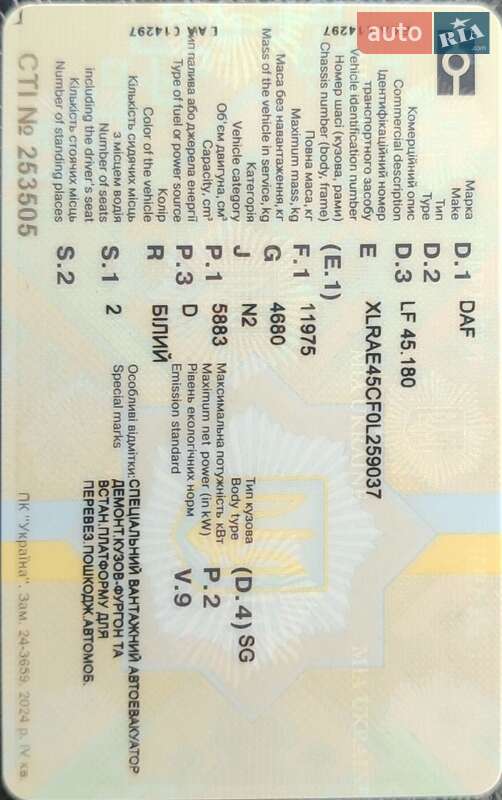 auto RIA .com
C14297
EAM C14297
Марка
Make
D.1 DAF
Тип
Type
D.2
Комерційний опис
Commercial description
D.3 LF 45.180
Ідентифікаційний номер
транспортного засобу
Vehicle identification number
E XLRAE45CF0L259037
Номер шасі (кузова, рами)
Chassis number (body, frame)
(E.1)
Повна маса, кг
Maximum mass, kg
F.1 11975
Маса без навантаження, кг
Mass of the vehicle in service, kg
G 4680
Категорія
Vehicle category
J N2
Тип кузова
Body type
(D.4) SG
Об'єм двигуна, см³
Capacity, cm³
P.1 5883
Максимальна потужність кВт
Maximum net power (in kW)
P.2
Тип палива або джерела енергії
Type of fuel or power source
P.3 D
Рівень екологічних норм
Emission standard
V.9
Колір
Color of the vehicle
R БІЛИЙ
Кількість сидячих місць
з місцем водія
Number of seats
including the driver's seat
S.1 2
Кількість стоячих місць
Number of standing places
S.2
Особливі відмітки: СПЕЦІАЛЬНИЙ ВАНТАЖНИЙ АВТОЕВАКУАТОР
Special marks
ДЕМОНТ.КУЗОВ-ФУРГОН ТА
ВСТАН.ПЛАТФОРМУ ДЛЯ
ПЕРЕВЕЗ.ПОШКОДЖ.АВТОМОБ.
СТІ № 253505
ПК "Україна". Зам. 24-3659. 2024 р. IV кв.